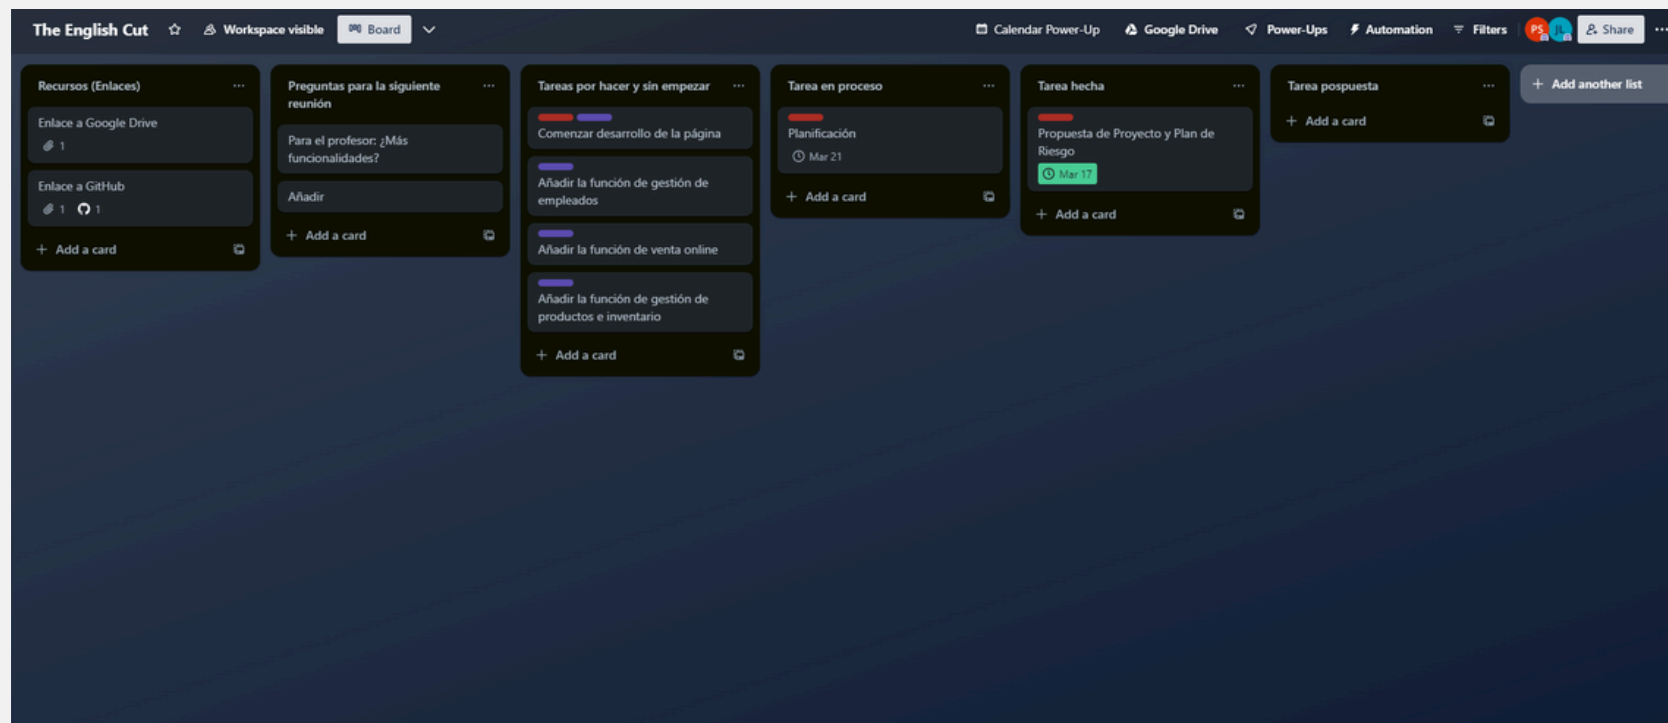 The English Cut
Workspace visible
Board
Calendar Power-Up
Google Drive
Power-Ups
Automation
Filters
PS
JL
Share
Recursos (Enlaces)
Enlace a Google Drive
1
Enlace a GitHub
1 1
+ Add a card
Preguntas para la siguiente
reunión
Para el profesor: ¿Más
funcionalidades?
Añadir
+ Add a card
Tareas por hacer y sin empezar
Comenzar desarrollo de la página
Añadir la función de gestión de
empleados
Añadir la función de venta online
Añadir la función de gestión de
productos e inventario
+ Add a card
Tarea en proceso
Planificación
Mar 21
+ Add a card
Tarea hecha
Propuesta de Proyecto y Plan de
Riesgo
Mar 17
+ Add a card
Tarea pospuesta
+ Add a card
+ Add another list